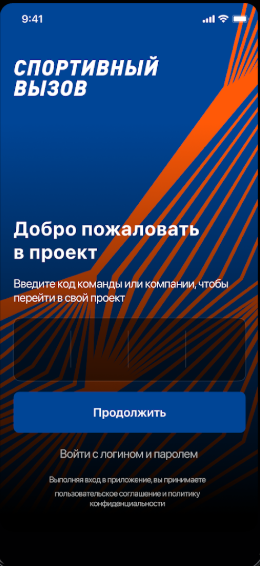 9:41
СПОРТИВНЫЙ
ВЫЗОВ
Добро пожаловать
в проект
Введите код команды или компании, чтобы
перейти в свой проект
Продолжить
Войти с логином и паролем
Выполняя вход в приложение, вы принимаете
пользовательское соглашение и политику
конфиденциальности